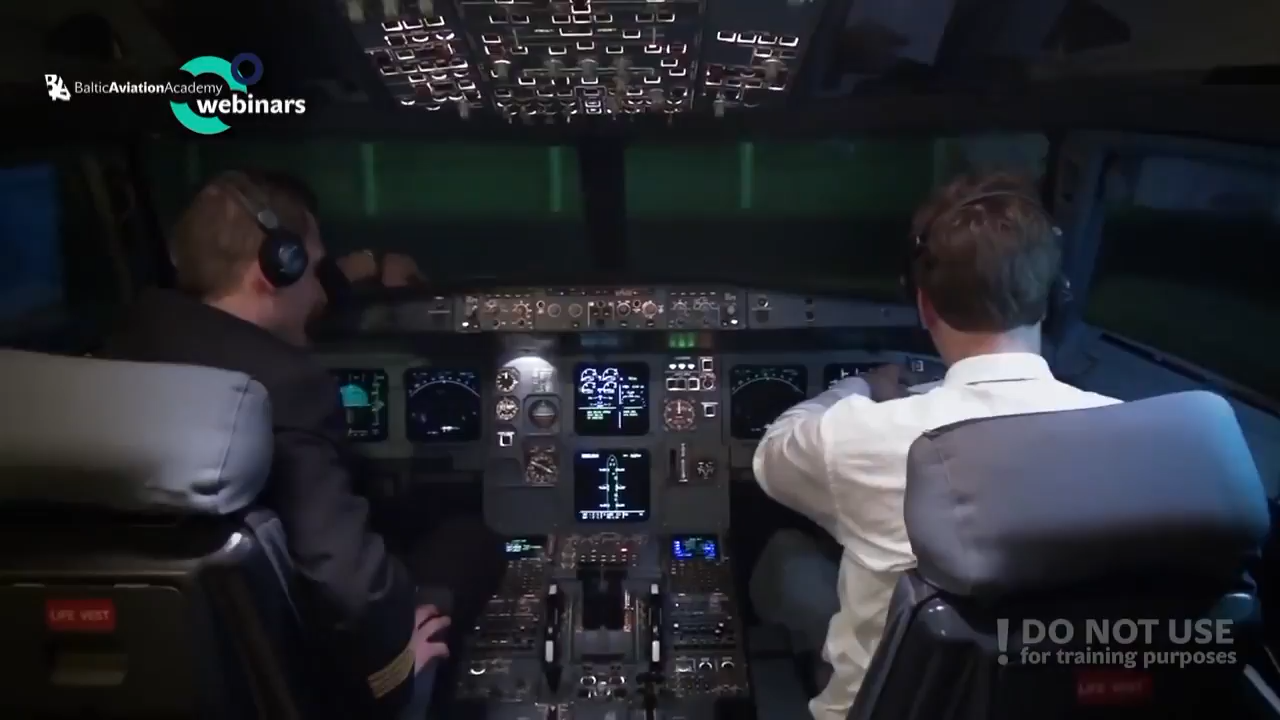 BalticAviationAcademy
webinars
LIFE VEST
! DO NOT USE
for training purposes
LIFE VEST